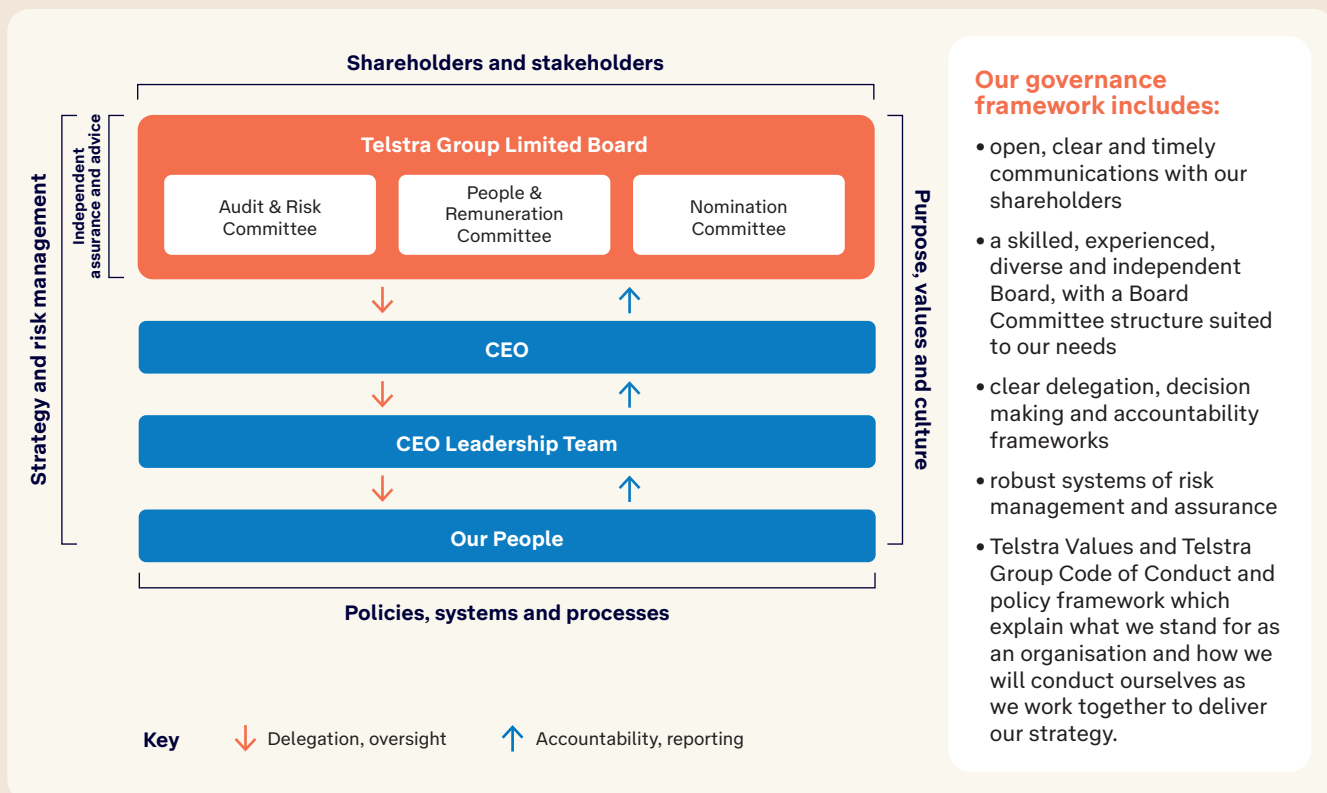 Shareholders and stakeholders
Strategy and risk management
Independent
assurance and advice
Telstra Group Limited Board
Audit & Risk
Committee
People &
Remuneration
Committee
Nomination
Committee
CEO
CEO Leadership Team
Our People
Purpose, values and culture
Policies, systems and processes
Key
Delegation, oversight
Accountability, reporting
Our governance
framework includes:
• open, clear and timely
communications with our
shareholders
• a skilled, experienced,
diverse and independent
Board, with a Board
Committee structure suited
to our needs
• clear delegation, decision
making and accountability
frameworks
• robust systems of risk
management and assurance
• Telstra Values and Telstra
Group Code of Conduct and
policy framework which
explain what we stand for as
an organisation and how we
will conduct ourselves as
we work together to deliver
our strategy.